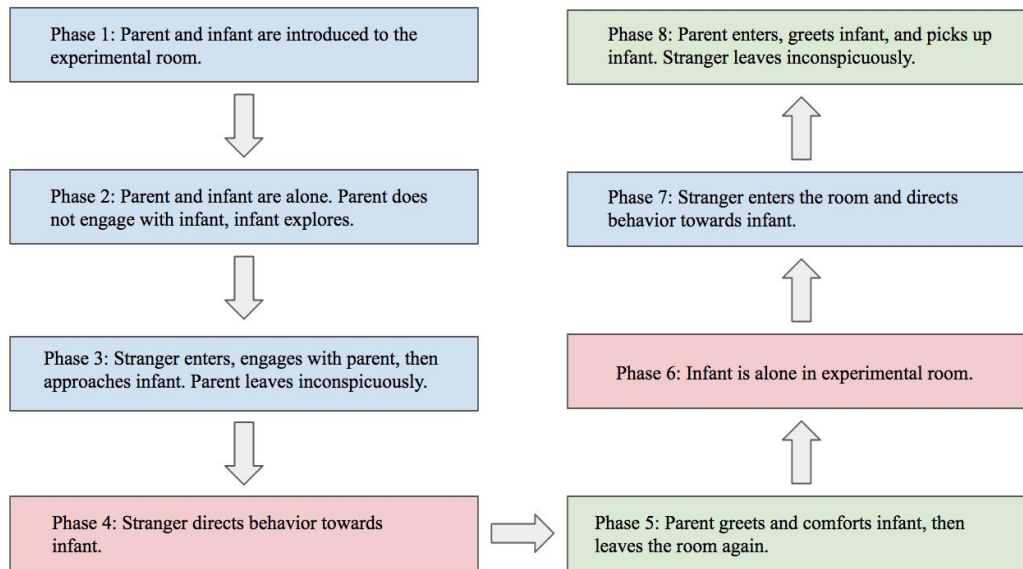 Phase 1: Parent and infant are introduced to the
experimental room.
Phase 2: Parent and infant are alone. Parent does
not engage with infant, infant explores.
Phase 3: Stranger enters, engages with parent, then
approaches infant. Parent leaves inconspicuously.
Phase 4: Stranger directs behavior towards
infant.
Phase 5: Parent greets and comforts infant, then
leaves the room again.
Phase 6: Infant is alone in experimental room.
Phase 7: Stranger enters the room and directs
behavior towards infant.
Phase 8: Parent enters, greets infant, and picks up
infant. Stranger leaves inconspicuously.